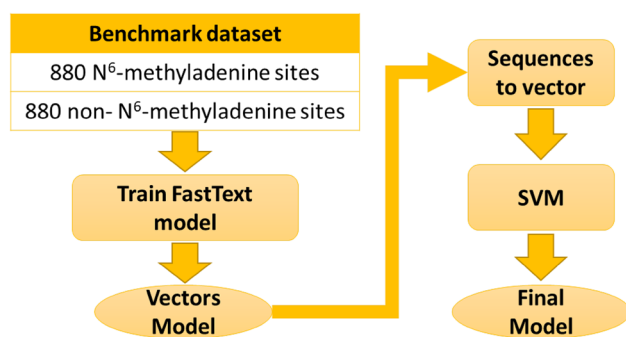 Benchmark dataset
880 N⁶-methyladenine sites
880 non- N⁶-methyladenine sites
Train FastText
model
Vectors
Model
Sequences
to vector
SVM
Final
Model